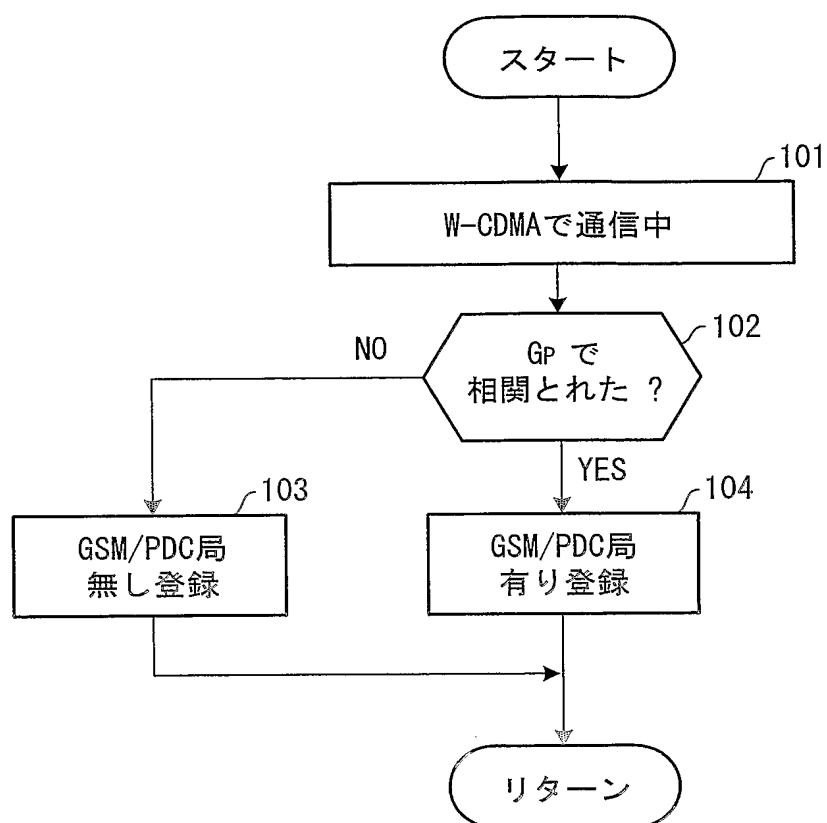 スタート
101
W-CDMAで通信中
102
GP で
相関とれた ?
NO
YES
103
GSM/PDC局
無し登録
104
GSM/PDC局
有り登録
リターン